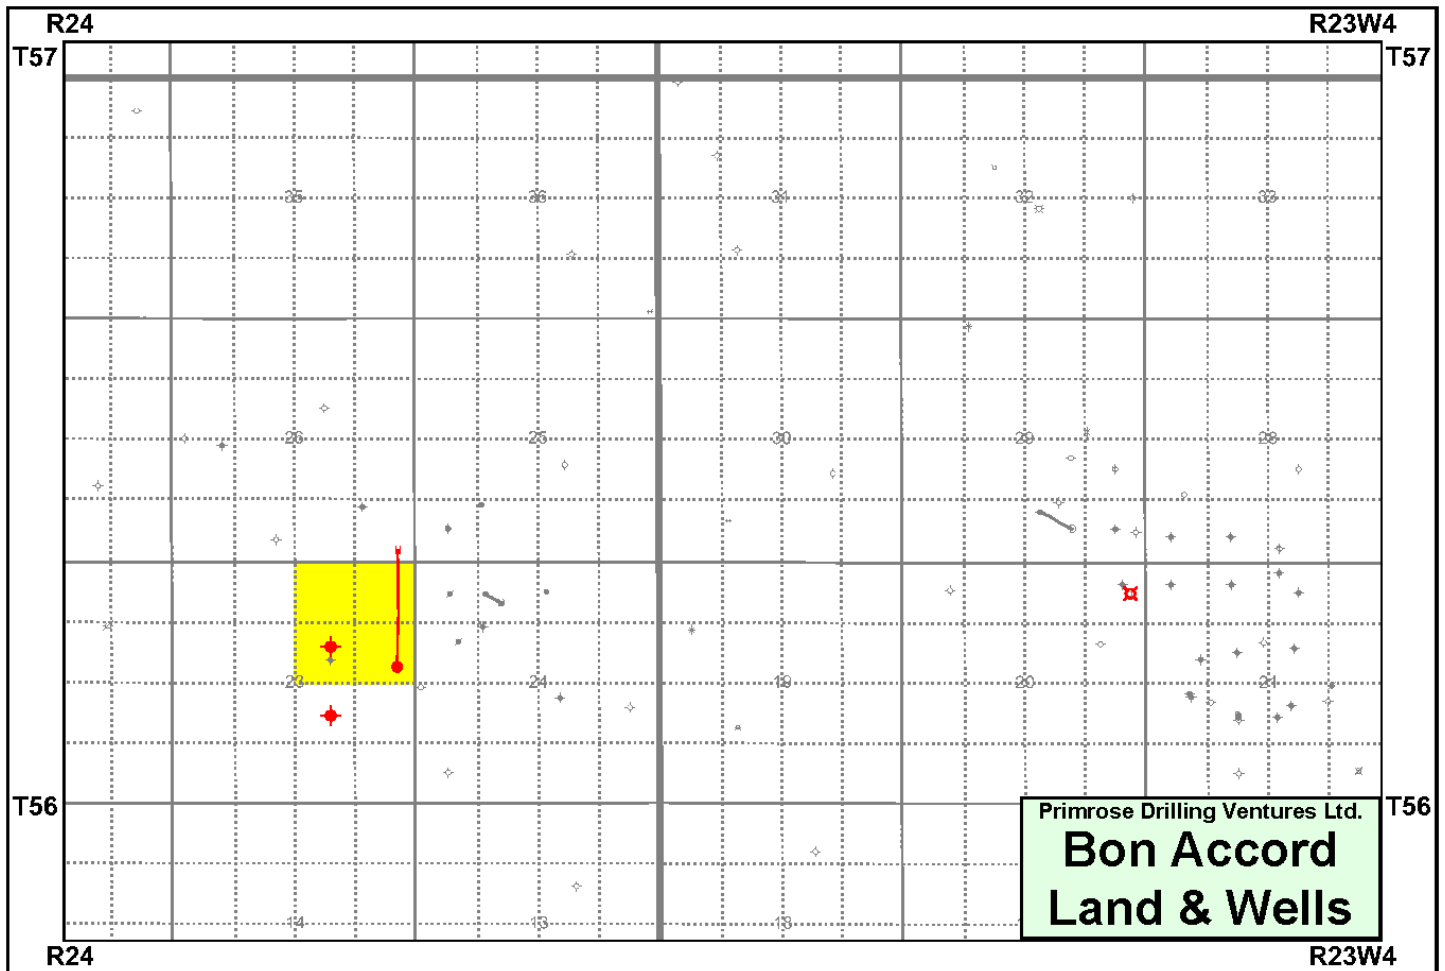 R24 R23W4
T57 T57
35 36 31 32 33
26 25 30 29 28
23 24 19 20 21
T56 T56
Primrose Drilling Ventures Ltd.
Bon Accord
Land & Wells
14 13 18
R24 R23W4